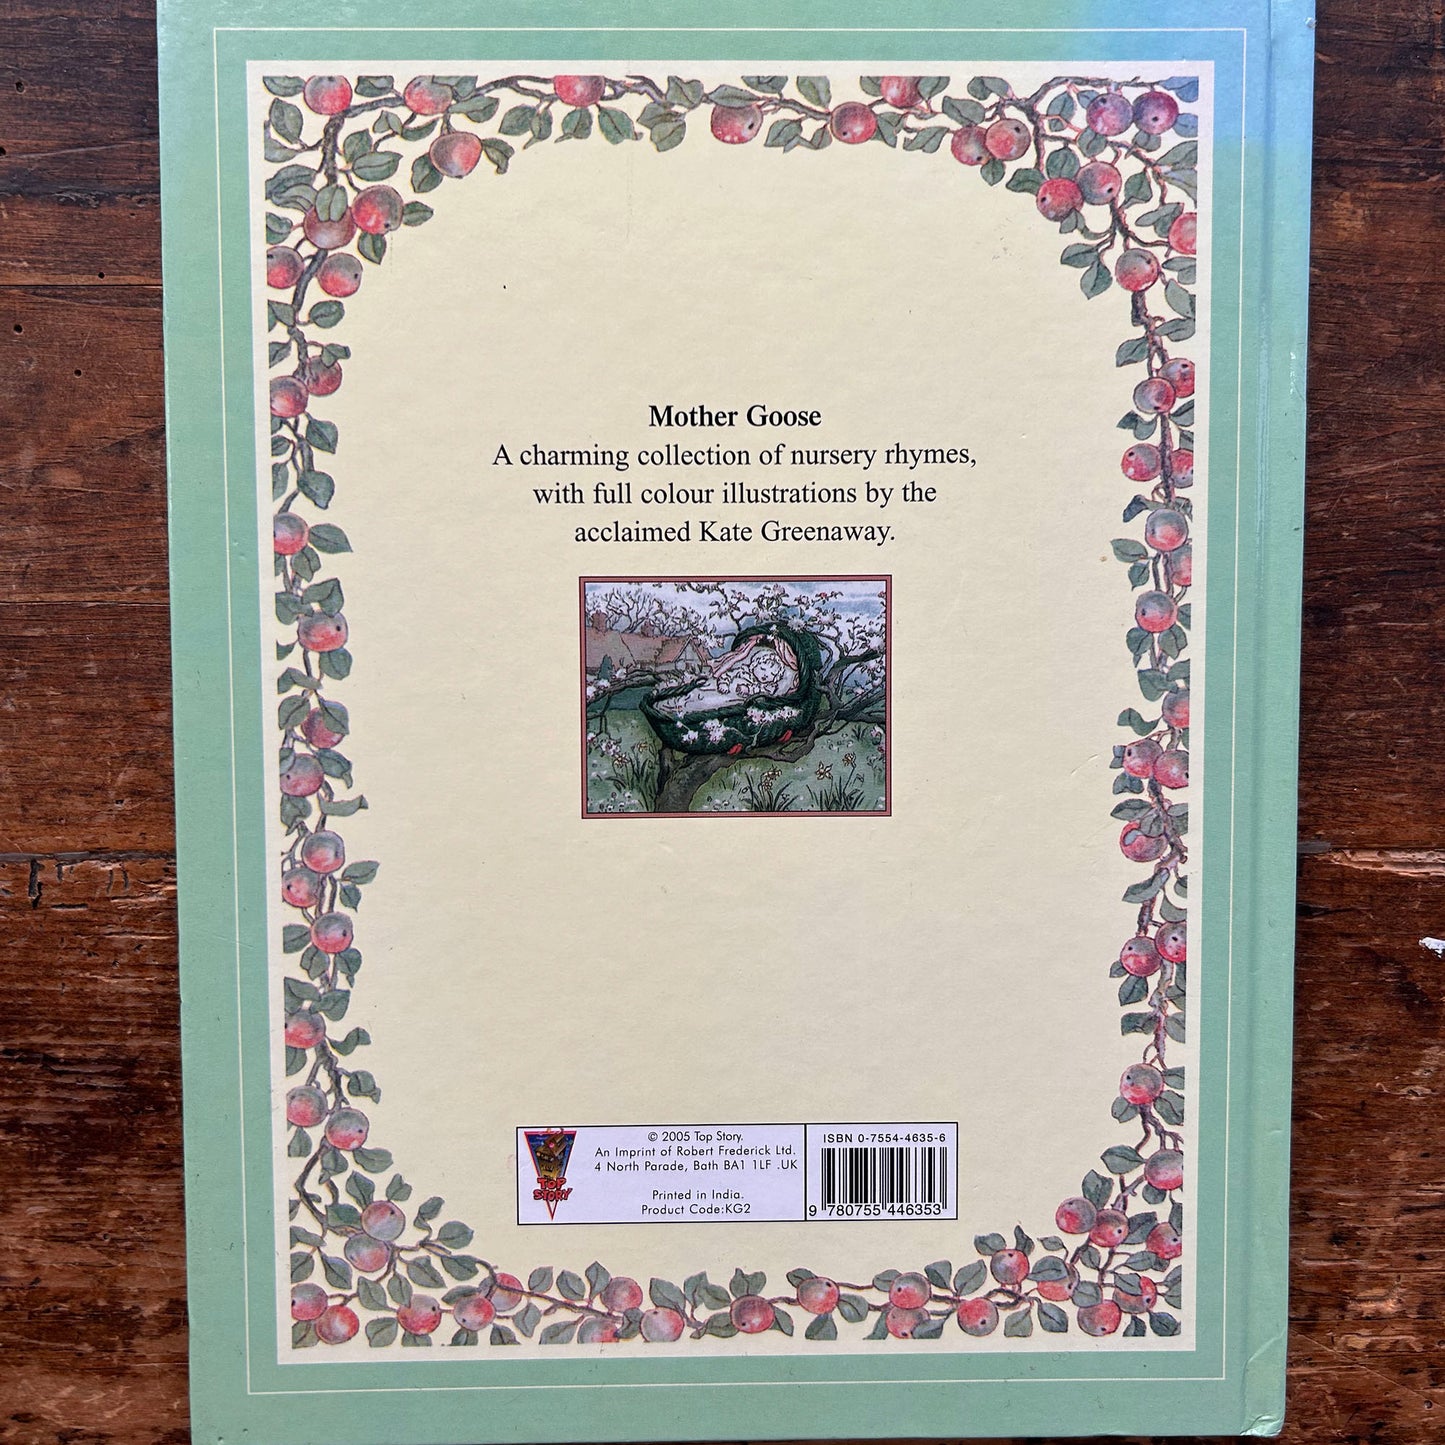 Mother Goose
A charming collection of nursery rhymes,
with full colour illustrations by the
acclaimed Kate Greenaway.
TOP
STORY
© 2005 Top Story.
An Imprint of Robert Frederick Ltd.
4 North Parade, Bath BA1 1LF .UK
Printed in India.
Product Code:KG2
ISBN 0-7554-4635-6
9 780755 446353